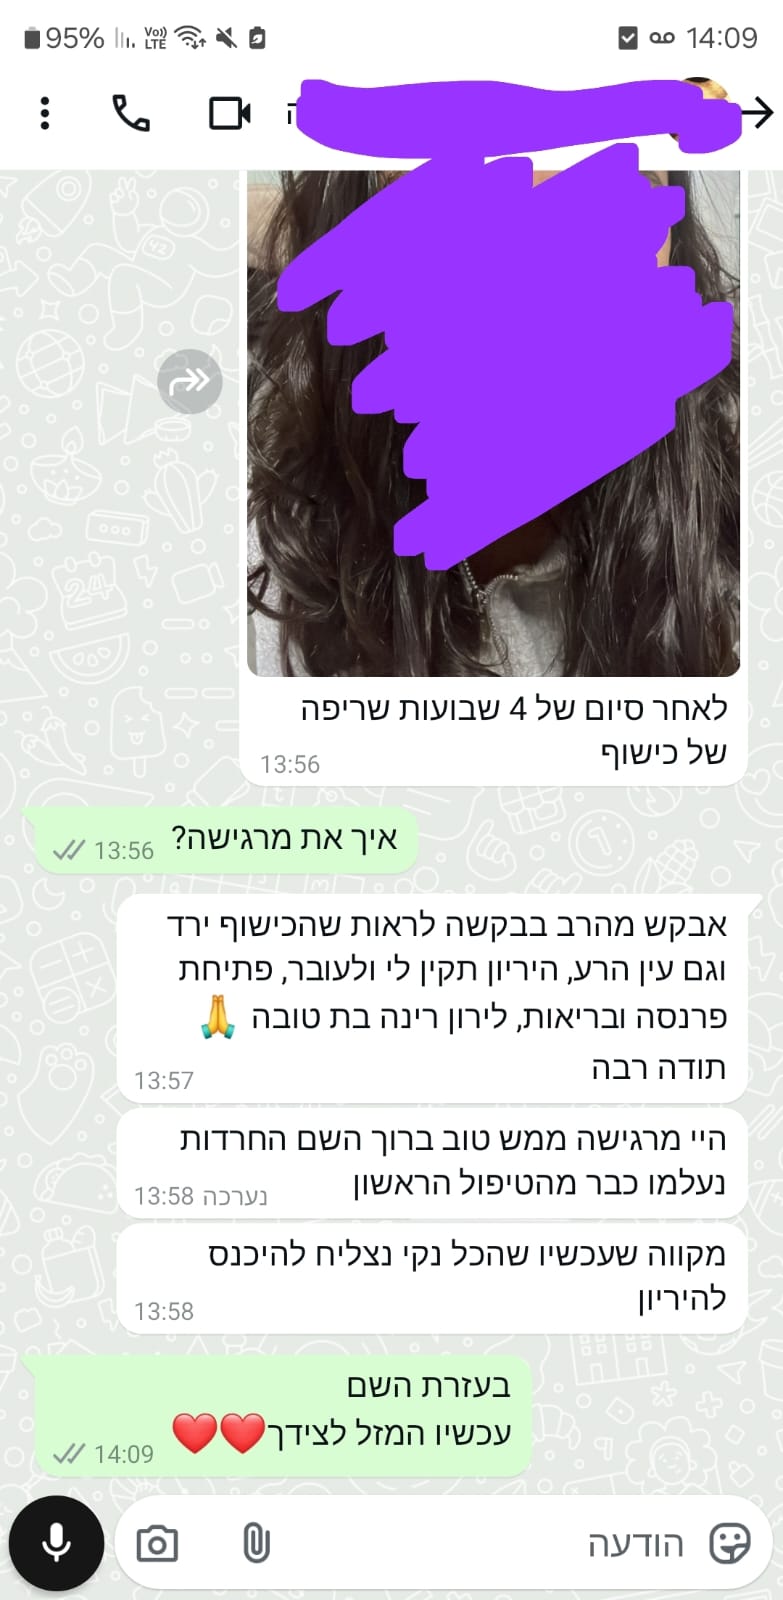 95%
Vo)) LTE
14:09
לאחר סיום של 4 שבועות שריפה
של כישוף
13:56
איך את מרגישה?
13:56
אבקש מהרב בבקשה לראות שהכישוף ירד
וגם עין הרע, היריון תקין לי ולעובר, פתיחת
פרנסה ובריאות, לירון רינה בת טובה 🙏
תודה רבה
13:57
היי מרגישה ממש טוב ברוך השם החרדות
נעלמו כבר מהטיפול הראשון
נערכה 13:58
מקווה שעכשיו שהכל נקי נצליח להיכנס
להיריון
13:58
בעזרת השם
עכשיו המזל לצידך❤️❤️
14:09
הודעה